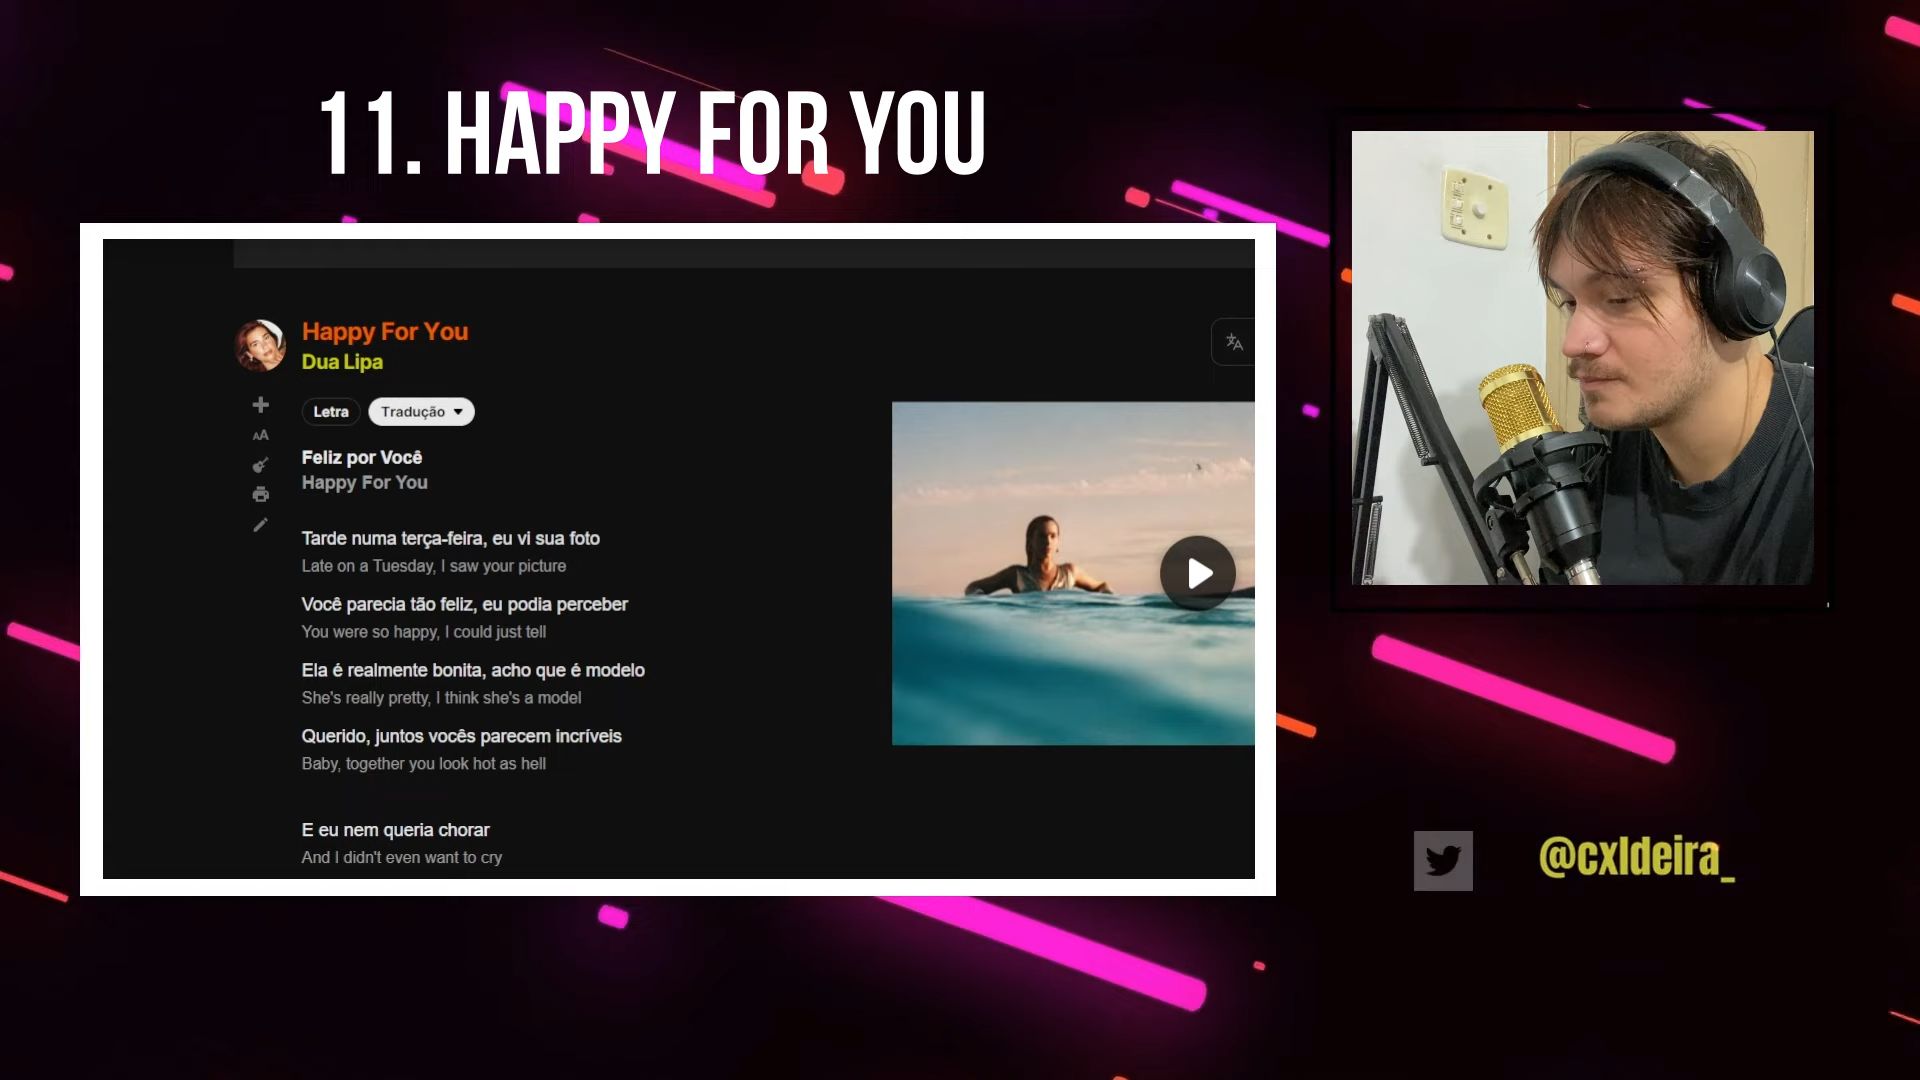 11. HAPPY FOR YOU
Happy For You
Dua Lipa
Letra
Tradução
AA
Feliz por Você
Happy For You
Tarde numa terça-feira, eu vi sua foto
Late on a Tuesday, I saw your picture
Você parecia tão feliz, eu podia perceber
You were so happy, I could just tell
Ela é realmente bonita, acho que é modelo
She's really pretty, I think she's a model
Querido, juntos vocês parecem incríveis
Baby, together you look hot as hell
E eu nem queria chorar
And I didn't even want to cry
@cxldeira_